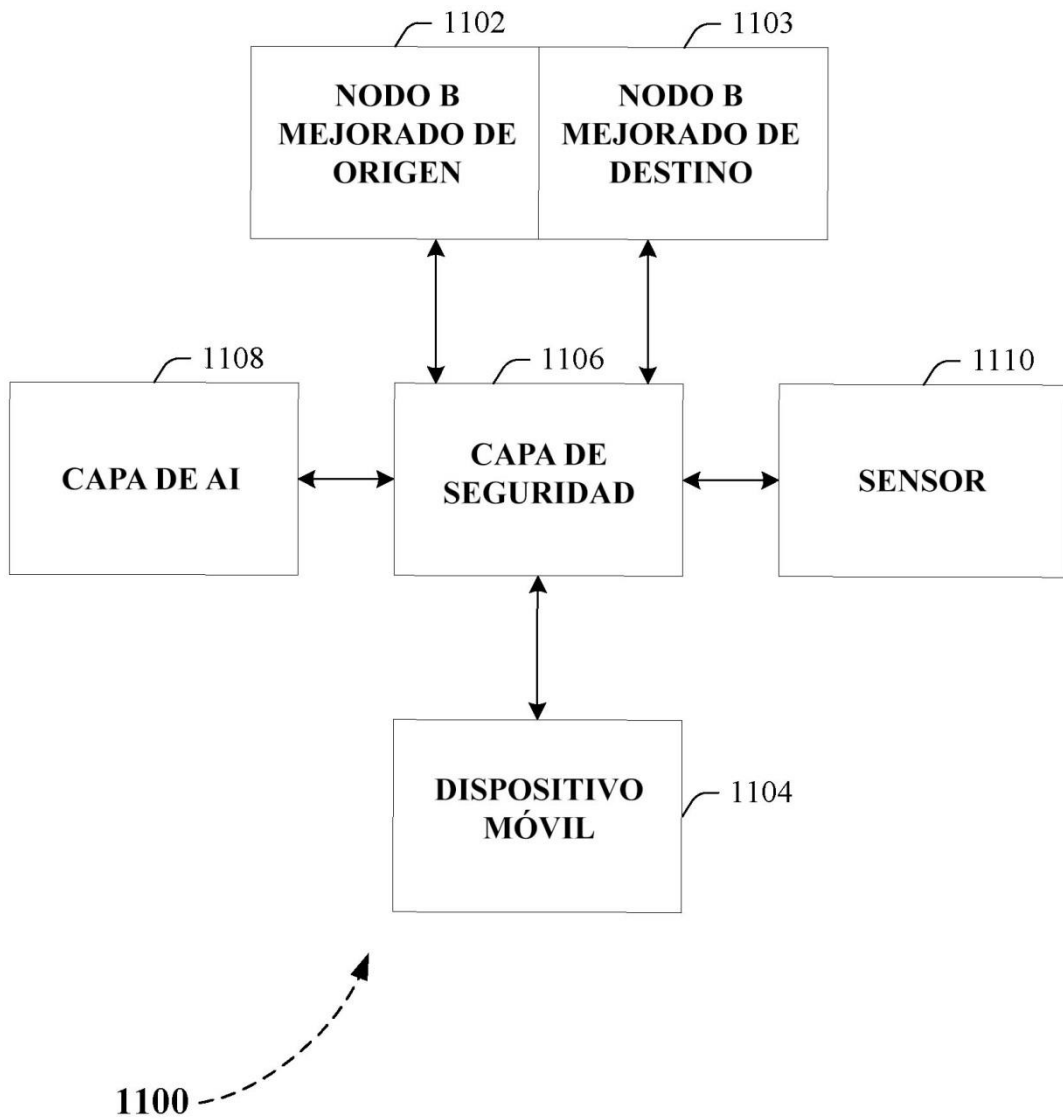 1102
1103
NODO B
MEJORADO DE
ORIGEN
NODO B
MEJORADO DE
DESTINO
1108
1106
1110
CAPA DE AI
CAPA DE
SEGURIDAD
SENSOR
DISPOSITIVO
MÓVIL
1104
1100